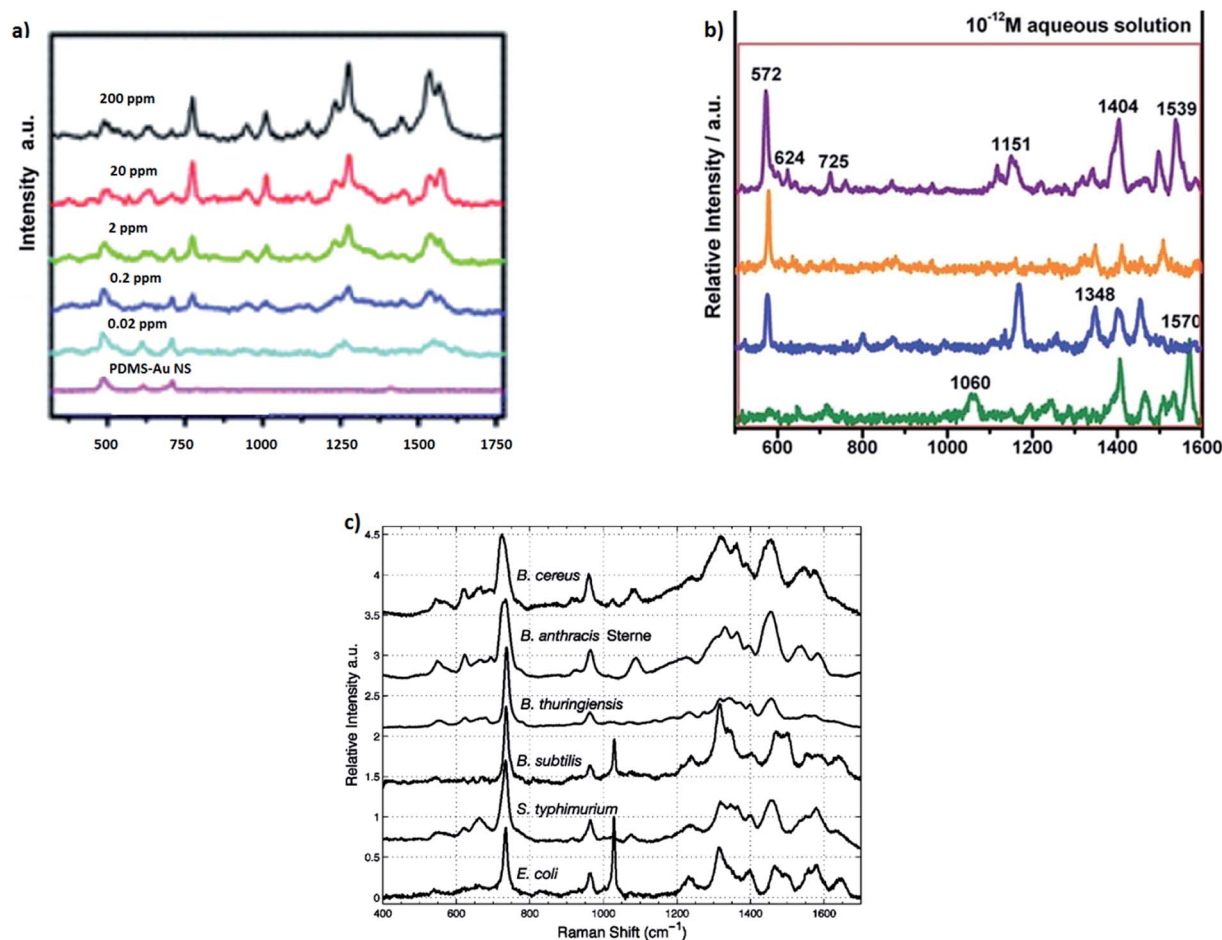 a)
Intensity a.u.
200 ppm
20 ppm
2 ppm
0.2 ppm
0.02 ppm
PDMS-Au NS
500 750 1000 1250 1500 1750
b)
10⁻¹²M aqueous solution
Relative Intensity / a.u.
572
624
725
1151
1404
1539
1348
1570
1060
600 800 1000 1200 1400 1600
c)
Relative Intensity a.u.
4.5
4
3.5
3
2.5
2
1.5
1
0.5
0
B. cereus
B. anthracis Sterne
B. thuringiensis
B. subtilis
S. typhimurium
E. coli
400 600 800 1000 1200 1400 1600
Raman Shift (cm⁻¹)